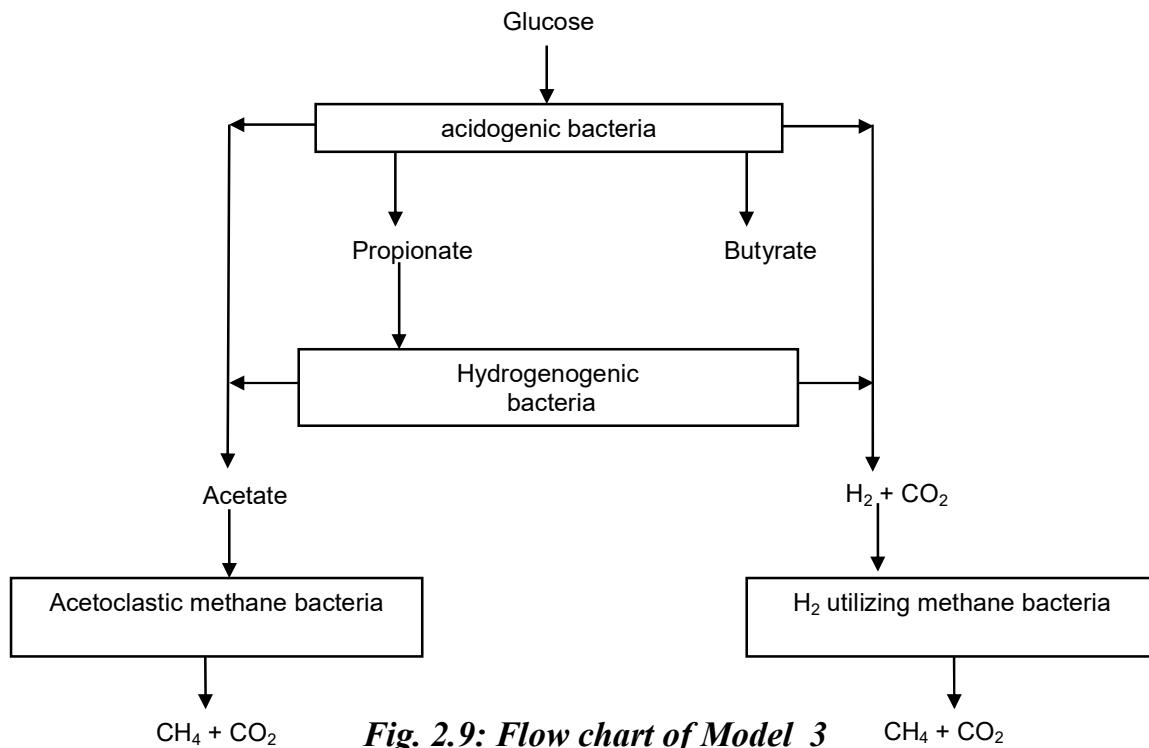 Glucose
acidogenic bacteria
Propionate
Butyrate
Hydrogenogenic
bacteria
Acetate
H₂ + CO₂
Acetoclastic methane bacteria
H₂ utilizing methane bacteria
CH₄ + CO₂
CH₄ + CO₂
Fig. 2.9: Flow chart of Model 3